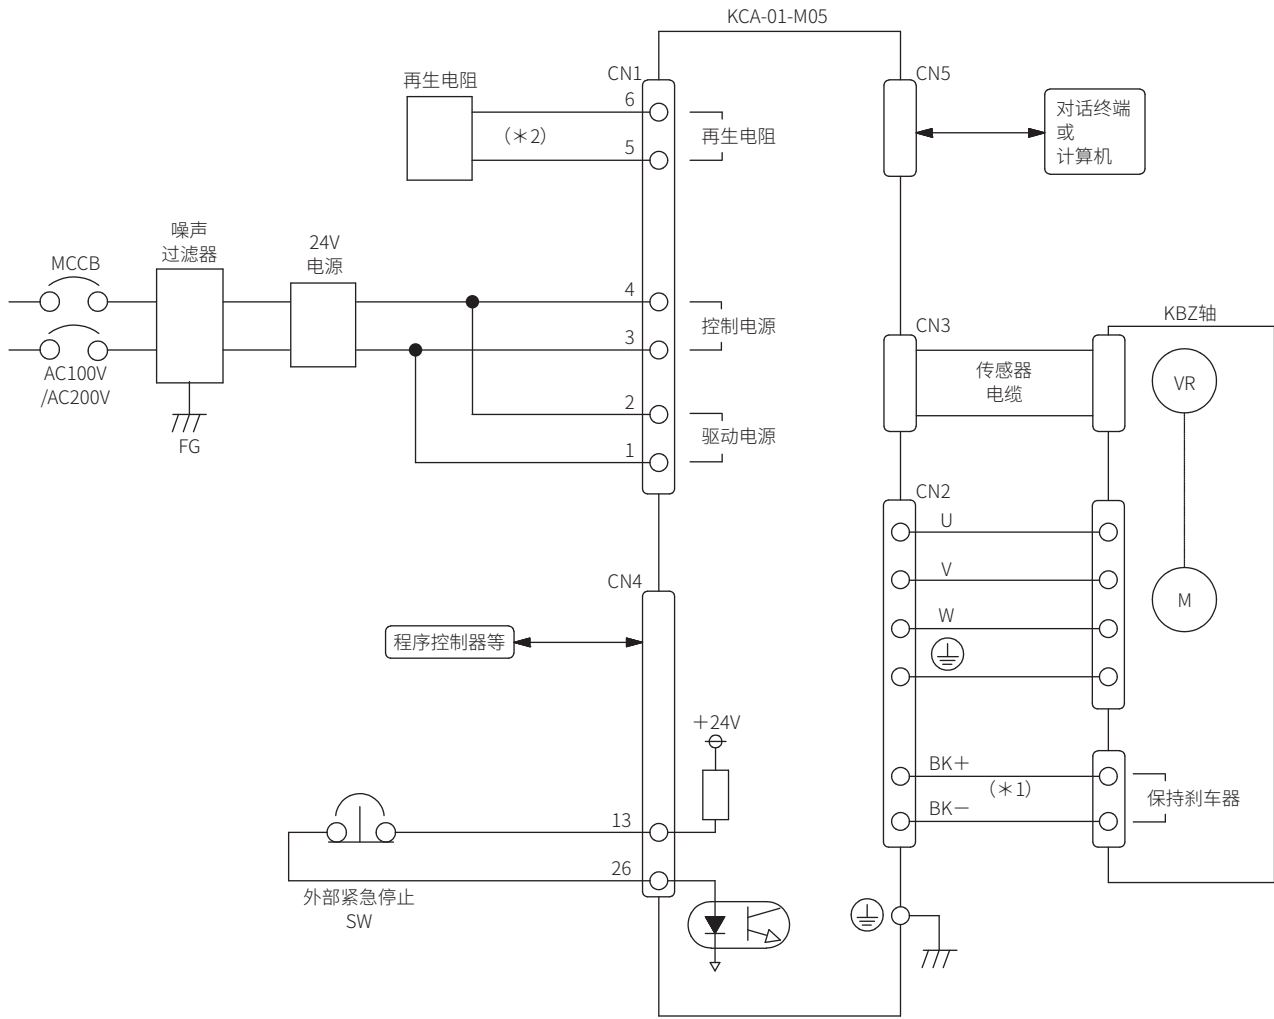 KCA-01-M05
CN1
CN5
再生电阻
6
(＊2)
5
再生电阻
对话终端
或
计算机
噪声
过滤器
24V
电源
MCCB
AC100V
/AC200V
FG
4
3
控制电源
2
1
驱动电源
CN3
传感器
电缆
KBZ轴
VR
M
CN2
U
V
W
BK＋
(＊1)
BK－
保持刹车器
CN4
程序控制器等
＋24V
13
26
外部紧急停止
SW